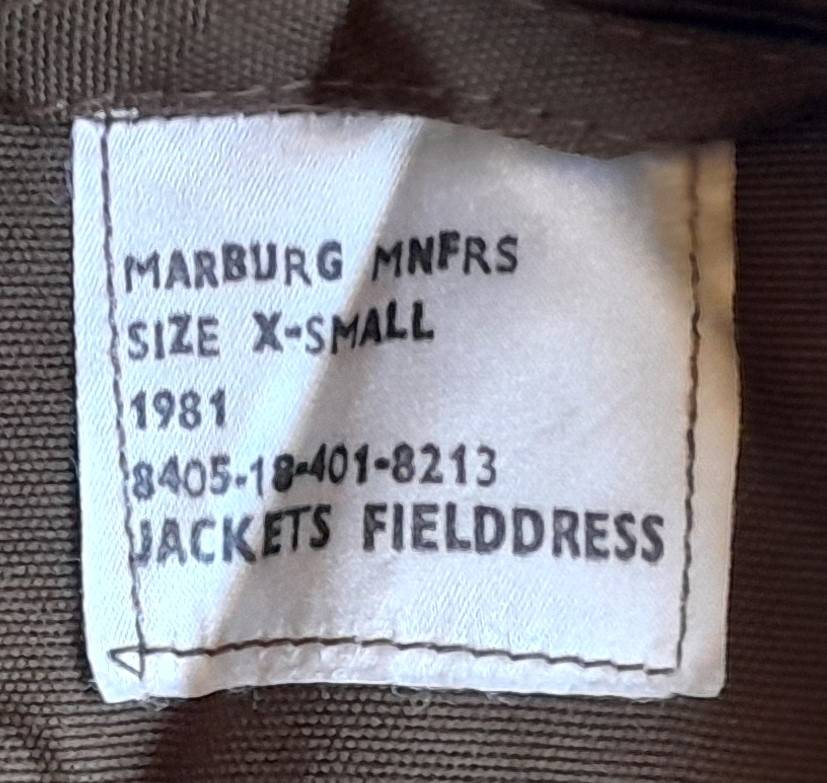 MARBURG MNFRS
SIZE X-SMALL
1981
8405-18-401-8213
JACKETS FIELDDRESS